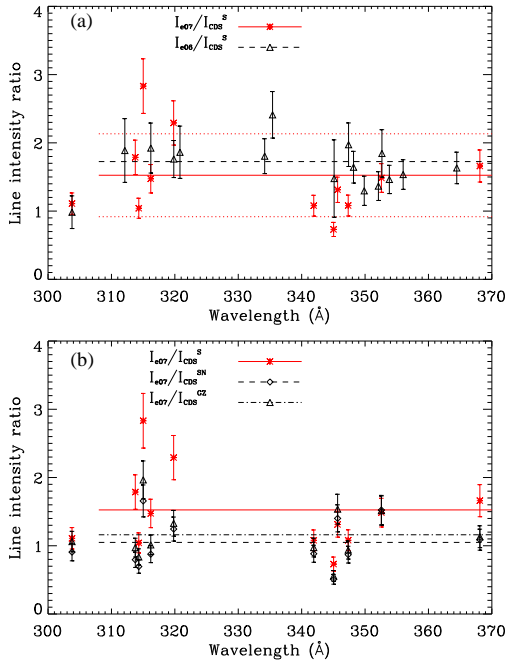 (a)
I_e07/I_CDS^S
I_e06/I_CDS^S
Line intensity ratio
4
3
2
1
0
300 310 320 330 340 350 360 370
Wavelength (Å)
(b)
I_e07/I_CDS^S
I_e07/I_CDS^SN
I_e07/I_CDS^GZ
Line intensity ratio
4
3
2
1
0
300 310 320 330 340 350 360 370
Wavelength (Å)